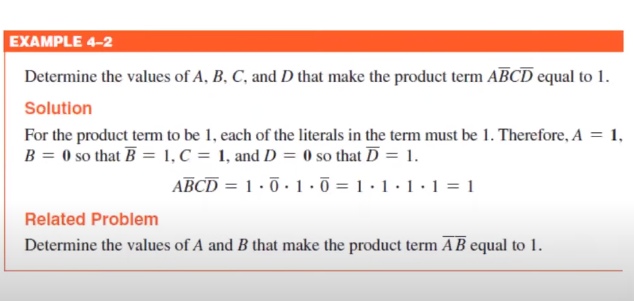 EXAMPLE 4–2
Determine the values of A, B, C, and D that make the product term AB̅CD̅ equal to 1.
Solution
For the product term to be 1, each of the literals in the term must be 1. Therefore, A = 1,
B = 0 so that B̅ = 1, C = 1, and D = 0 so that D̅ = 1.
AB̅CD̅ = 1 · 0̅ · 1 · 0̅ = 1 · 1 · 1 · 1 = 1
Related Problem
Determine the values of A and B that make the product term A̅ B̅ equal to 1.